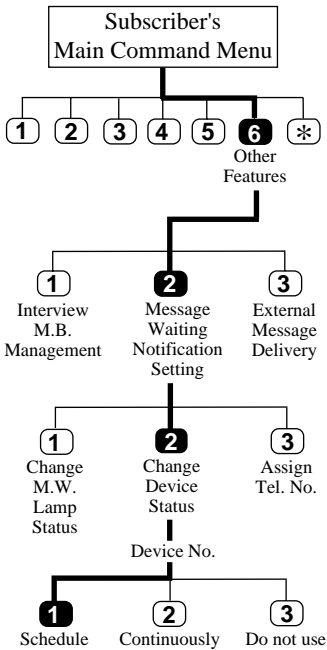 Subscriber's
Main Command Menu
1 2 3 4 5 6 *
Other
Features
1 2 3
Interview
M.B.
Management
Message
Waiting
Notification
Setting
External
Message
Delivery
1 2 3
Change
M.W.
Lamp
Status
Change
Device
Status
Assign
Tel. No.
Device No.
1 2 3
Schedule Continuously Do not use